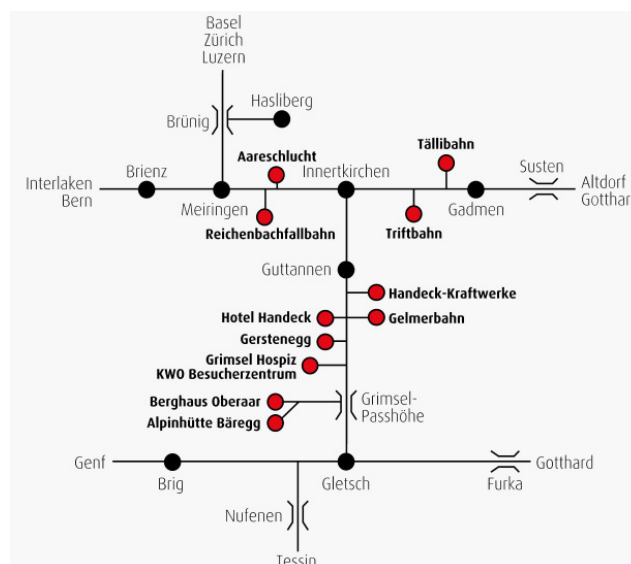 Basel
Zürich
Luzern
Hasliberg
Brünig
Tällibahn
Aareschlucht
Brienz
Innertkirchen
Susten
Interlaken
Bern
Altdorf
Gotthar
Meiringen
Gadmen
Reichenbachfallbahn
Triftbahn
Guttannen
Handeck-Kraftwerke
Hotel Handeck
Gelmerbahn
Gerstenegg
Grimsel Hospiz
KWO Besucherzentrum
Berghaus Oberaar
Grimsel-
Passhöhe
Alpinhütte Bäregg
Genf
Gotthard
Brig
Gletsch
Furka
Nufenen
Tessin